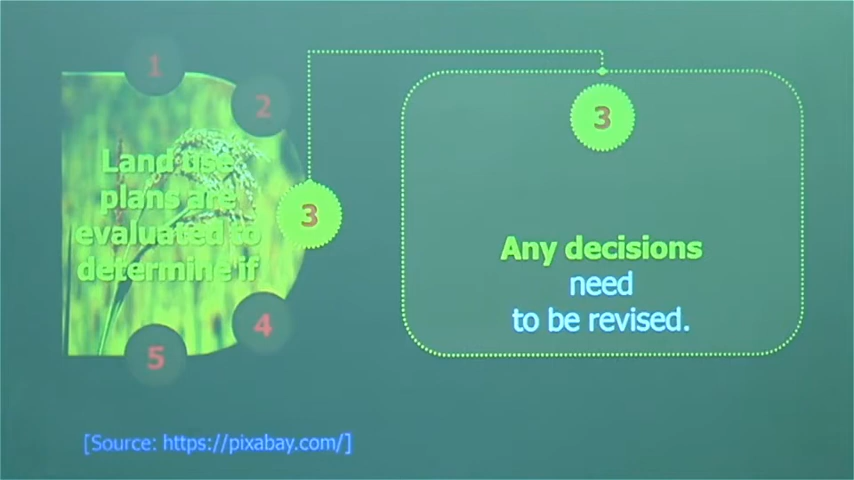 1
2
Land use
plans are
evaluated to
determine if
3
4
5
3
Any decisions
need
to be revised.
[Source: https://pixabay.com/]